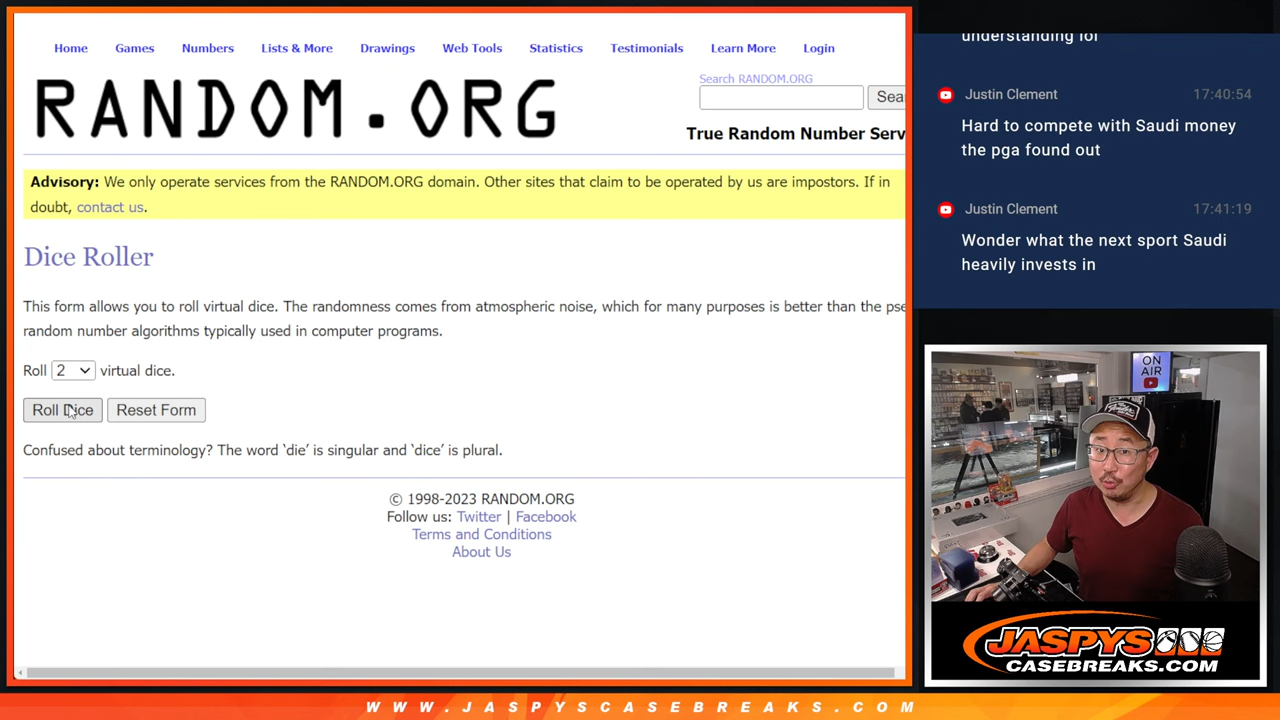 Home Games Numbers Lists & More Drawings Web Tools Statistics Testimonials Learn More Login
RANDOM.ORG
Search RANDOM.ORG
Sea
True Random Number Serv
Advisory: We only operate services from the RANDOM.ORG domain. Other sites that claim to be operated by us are impostors. If in
doubt, contact us.
Dice Roller
This form allows you to roll virtual dice. The randomness comes from atmospheric noise, which for many purposes is better than the pse
random number algorithms typically used in computer programs.
Roll 2 virtual dice.
Roll Dice Reset Form
Confused about terminology? The word ‘die’ is singular and ‘dice’ is plural.
© 1998-2023 RANDOM.ORG
Follow us: Twitter | Facebook
Terms and Conditions
About Us
understanding lol
Justin Clement 17:40:54
Hard to compete with Saudi money
the pga found out
Justin Clement 17:41:19
Wonder what the next sport Saudi
heavily invests in
ON
AIR
JASPYS
CASEBREAKS.COM
WWW.JASPYSCASEBREAKS.COM